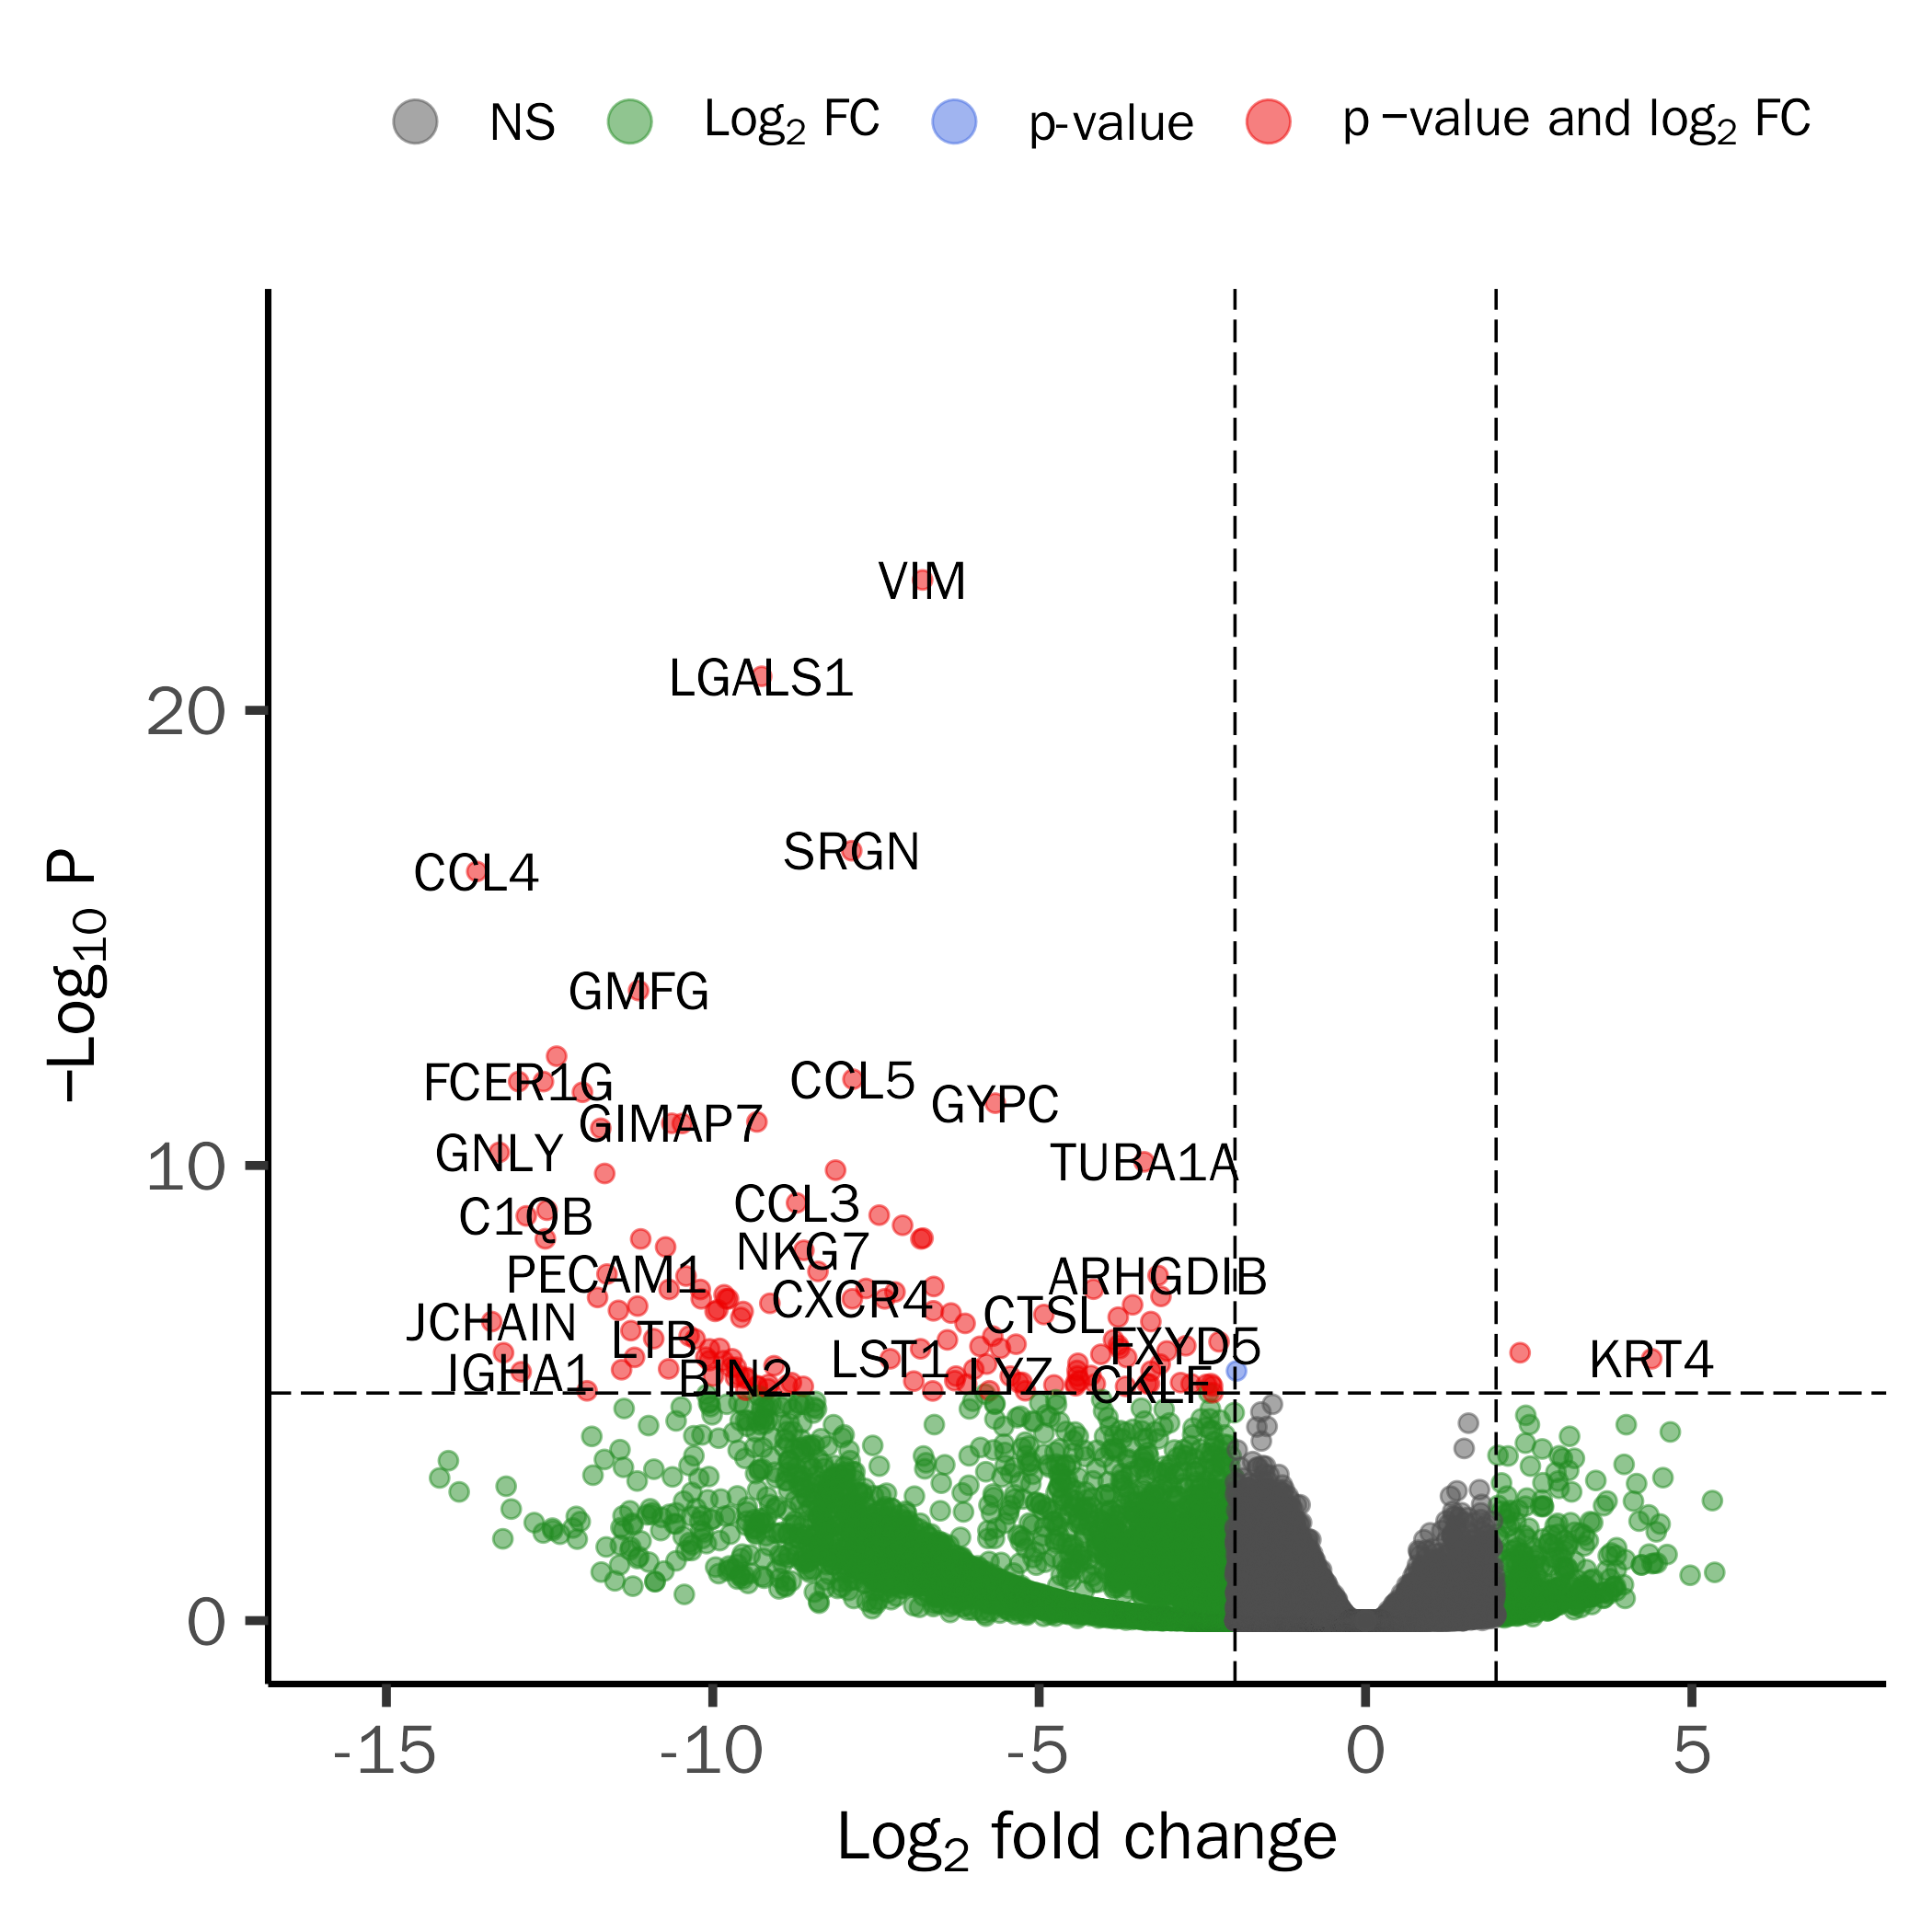 NS Log₂ FC p-value p −value and log₂ FC
VIM
LGALS1
20
SRGN
CCL4
GMFG
FCER1G CCL5
GYPC
GIMAP7
GNLY TUBA1A
10
C1QB CCL3
NKG7
PECAM1 ARHGDIB
CXCR4
CTSL
JCHAIN
LTB FXYD5
LST1 KRT4
IGHA1 BIN2 LYZ
CKLF
0
−Log₁₀ P
-15 -10 -5 0 5
Log₂ fold change